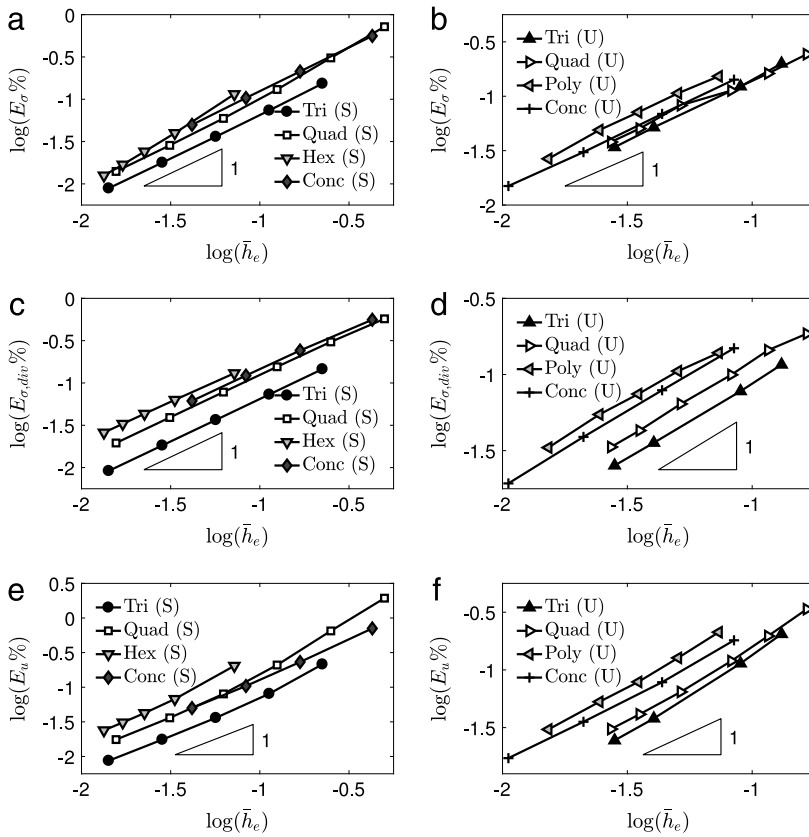 a
0
-0.5
-1
-1.5
-2
log(E_σ%)
Tri (S)
Quad (S)
Hex (S)
Conc (S)
1
-2 -1.5 -1 -0.5
log(h̄_e)
b
-0.5
-1
-1.5
-2
log(E_σ%)
Tri (U)
Quad (U)
Poly (U)
Conc (U)
1
-2 -1.5 -1
log(h̄_e)
c
0
-0.5
-1
-1.5
-2
log(E_σ,div%)
Tri (S)
Quad (S)
Hex (S)
Conc (S)
1
-2 -1.5 -1 -0.5
log(h̄_e)
d
-0.5
-1
-1.5
log(E_σ,div%)
Tri (U)
Quad (U)
Poly (U)
Conc (U)
1
-2 -1.5 -1
log(h̄_e)
e
0.5
0
-0.5
-1
-1.5
-2
log(E_u%)
Tri (S)
Quad (S)
Hex (S)
Conc (S)
1
-2 -1.5 -1 -0.5
log(h̄_e)
f
-0.5
-1
-1.5
log(E_u%)
Tri (U)
Quad (U)
Poly (U)
Conc (U)
1
-2 -1.5 -1
log(h̄_e)